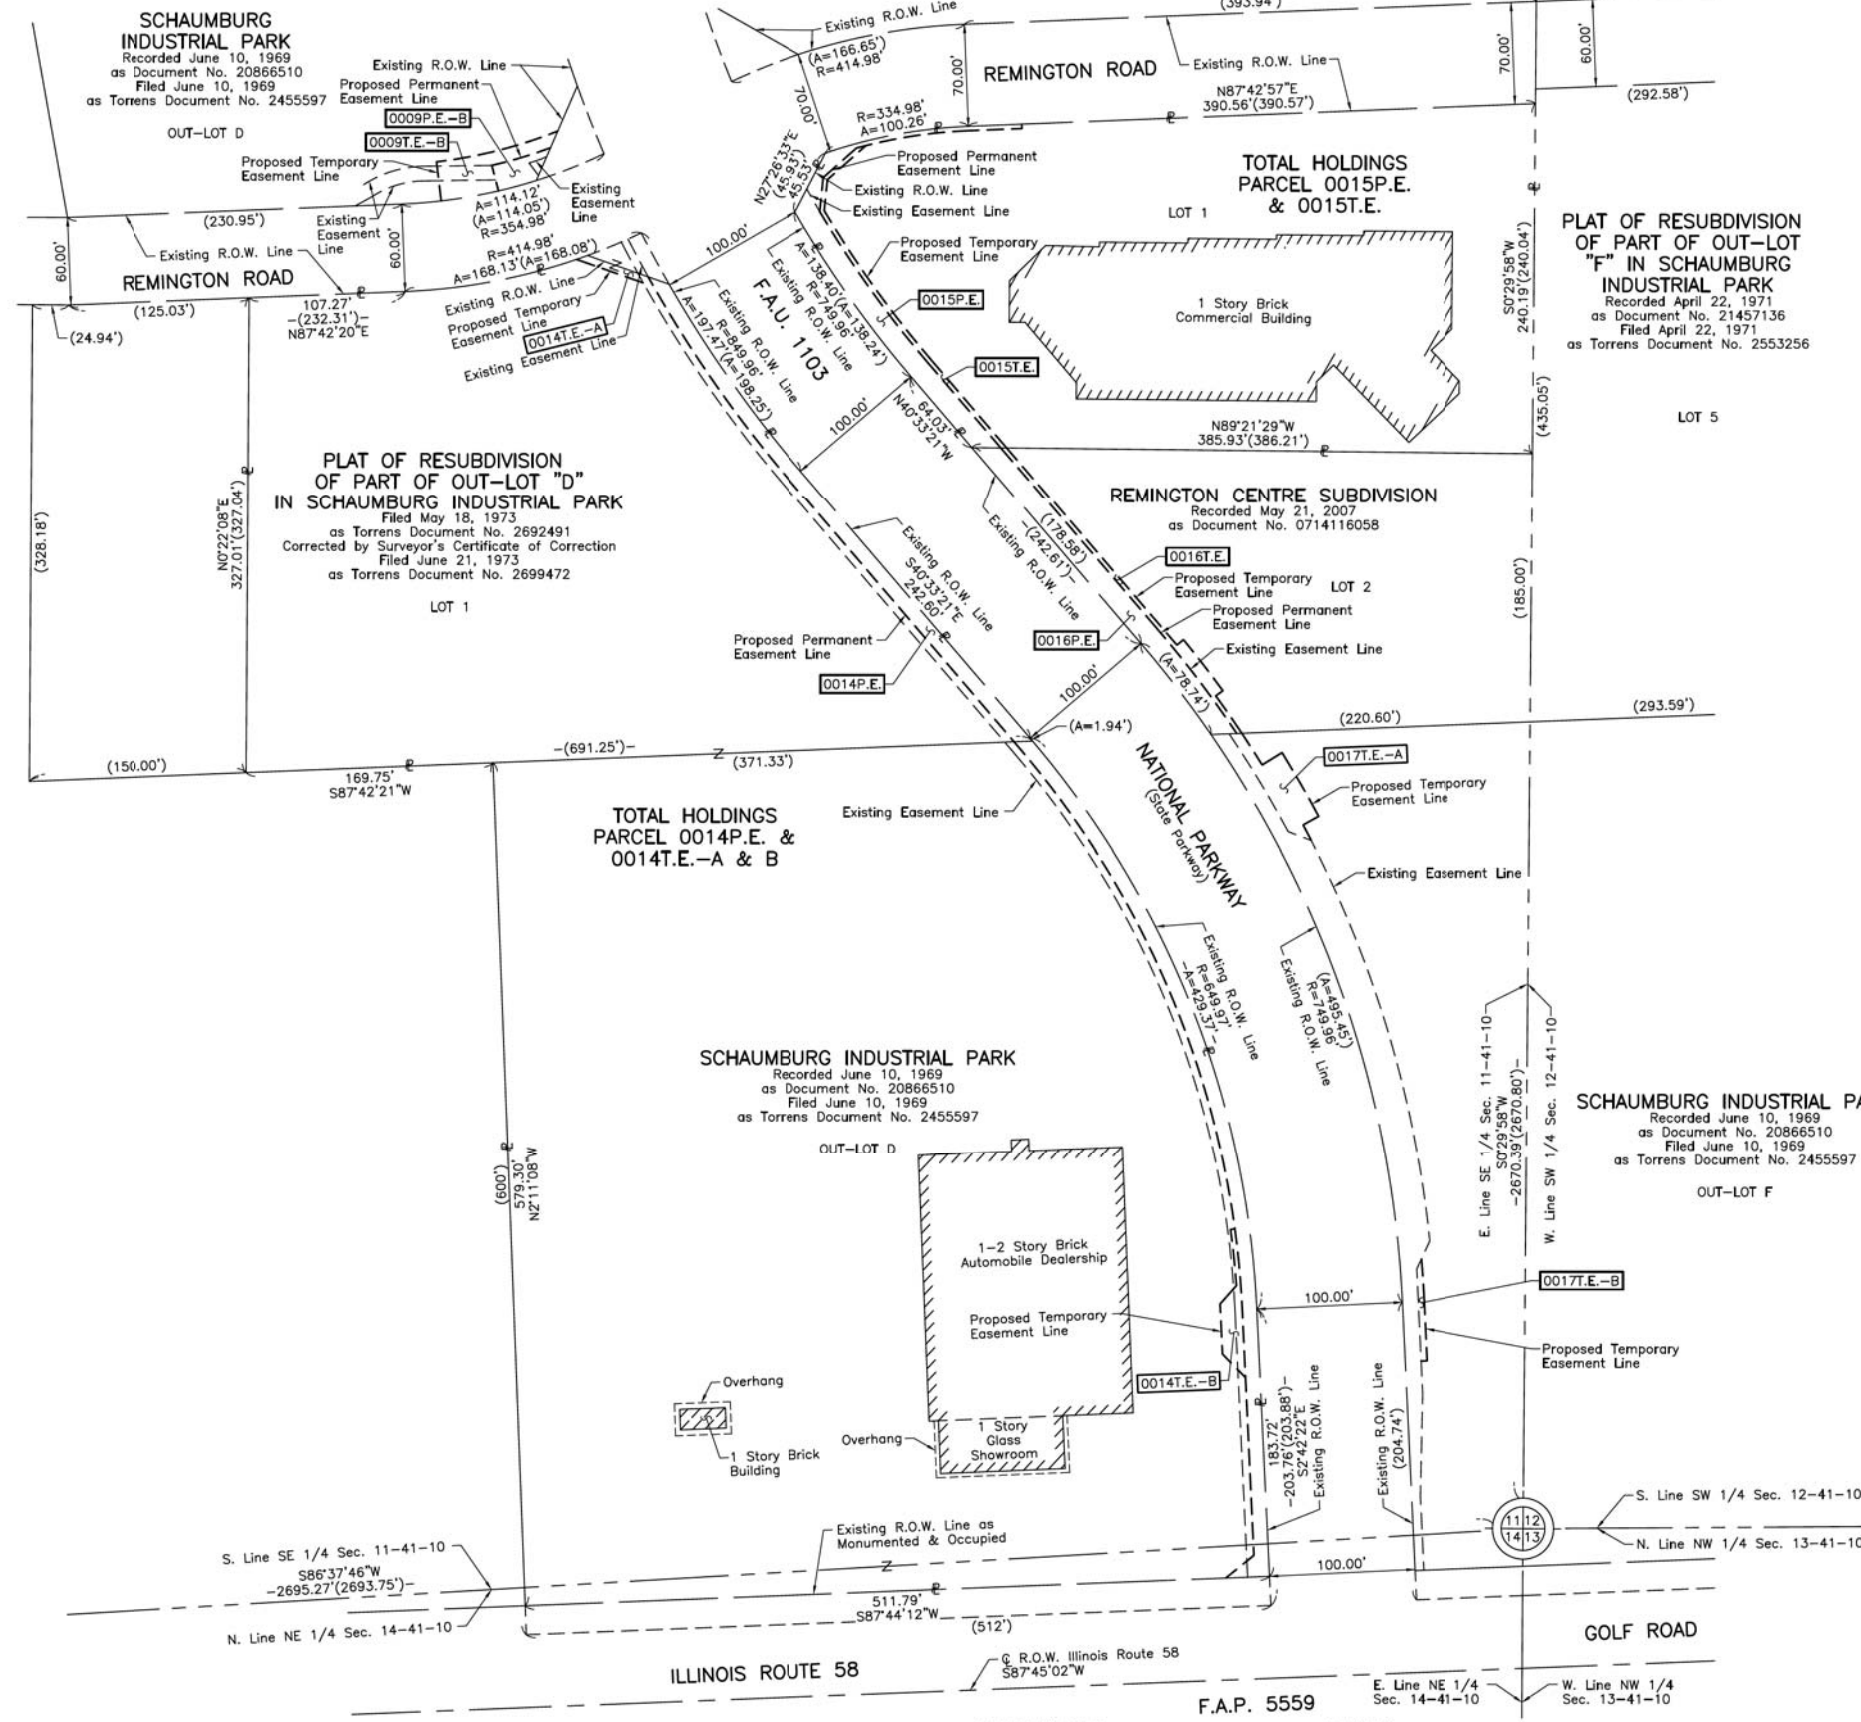 SCHAUMBURG
INDUSTRIAL PARK
Recorded June 10, 1969
as Document No. 20866510
Filed June 10, 1969
as Torrens Document No. 2455597
OUT-LOT D
Existing R.O.W. Line
Proposed Permanent
Easement Line
0009P.E.-B
0009T.E.-B
Proposed Temporary
Easement Line
(230.95')
Existing
Easement
Line
A=114.12'
(A=114.05')
R=354.98'
Existing
Easement
Line
60.00'
Existing R.O.W. Line
60.00'
REMINGTON ROAD
R=414.98'
A=168.13'(A=168.08')
(125.03')
(24.94')
107.27'
-(232.31')-
N87°42'20"E
Existing R.O.W. Line
Proposed Temporary
Easement Line
0014T.E.-A
Existing Easement Line
Existing R.O.W. Line
(A=166.65')
R=414.98'
(393.94')
70.00'
70.00'
REMINGTON ROAD
Existing R.O.W. Line
70.00'
60.00'
N87°42'57"E
390.56'(390.57')
(292.58')
R=334.98'
A=100.26'
N27°26'33"E
(45.93')
45.53'
Proposed Permanent
Easement Line
Existing R.O.W. Line
Existing Easement Line
TOTAL HOLDINGS
PARCEL 0015P.E.
& 0015T.E.
LOT 1
PLAT OF RESUBDIVISION
OF PART OF OUT-LOT
"F" IN SCHAUMBURG
INDUSTRIAL PARK
Recorded April 22, 1971
as Document No. 21457136
Filed April 22, 1971
as Torrens Document No. 2553256
LOT 5
100.00'
Proposed Temporary
Easement Line
A=138.40'(A=138.24')
R=749.96'
Existing R.O.W. Line
F.A.U. 1103
Existing R.O.W. Line
R=849.96'
A=197.47'(A=198.25')
0015P.E.
0015T.E.
1 Story Brick
Commercial Building
S0°29'58"W
240.19'(240.04')
(435.05')
100.00'
64.03'
N40°33'21"W
N89°21'29"W
385.93'(386.21')
PLAT OF RESUBDIVISION
OF PART OF OUT-LOT "D"
IN SCHAUMBURG INDUSTRIAL PARK
Filed May 18, 1973
as Torrens Document No. 2692491
Corrected by Surveyor's Certificate of Correction
Filed June 21, 1973
as Torrens Document No. 2699472
LOT 1
(328.18')
N0°22'08"E
327.01'(327.04')
REMINGTON CENTRE SUBDIVISION
Recorded May 21, 2007
as Document No. 0714116058
Existing R.O.W. Line
S40°33'21"E
242.60'
(178.58')
-(242.61')-
Existing R.O.W. Line
0016T.E.
Proposed Temporary
Easement Line
LOT 2
Proposed Permanent
Easement Line
Existing Easement Line
(185.00')
0016P.E.
Proposed Permanent
Easement Line
0014P.E.
100.00'
(A=78.74')
(A=1.94')
(220.60')
(293.59')
-(691.25')-
(371.33')
(150.00')
169.75'
S87°42'21"W
0017T.E.-A
Proposed Temporary
Easement Line
NATIONAL PARKWAY
(State Parkway)
Existing Easement Line
TOTAL HOLDINGS
PARCEL 0014P.E. &
0014T.E.-A & B
Existing Easement Line
Existing R.O.W. Line
R=649.97'
-A=429.37'-
(A=495.45')
R=749.96'
Existing R.O.W. Line
E. Line SE 1/4 Sec. 11-41-10
S0°29'58"W
-2670.39'(2670.80')-
W. Line SW 1/4 Sec. 12-41-10
SCHAUMBURG INDUSTRIAL PARK
Recorded June 10, 1969
as Document No. 20866510
Filed June 10, 1969
as Torrens Document No. 2455597
OUT-LOT D
SCHAUMBURG INDUSTRIAL PA
Recorded June 10, 1969
as Document No. 20866510
Filed June 10, 1969
as Torrens Document No. 2455597
OUT-LOT F
(600')
579.30'
N2°11'08"W
1-2 Story Brick
Automobile Dealership
Proposed Temporary
Easement Line
0014T.E.-B
100.00'
0017T.E.-B
Proposed Temporary
Easement Line
Overhang
1 Story Brick
Building
Overhang
1 Story
Glass
Showroom
183.72'
-203.76'(203.88')-
S2°42'22"E
Existing R.O.W. Line
Existing R.O.W. Line
(204.74')
11 12
14 13
S. Line SW 1/4 Sec. 12-41-10
N. Line NW 1/4 Sec. 13-41-10
Existing R.O.W. Line as
Monumented & Occupied
S. Line SE 1/4 Sec. 11-41-10
S86°37'46"W
-2695.27'(2693.75')-
N. Line NE 1/4 Sec. 14-41-10
100.00'
511.79'
S87°44'12"W
(512')
GOLF ROAD
ILLINOIS ROUTE 58
℄ R.O.W. Illinois Route 58
S87°45'02"W
F.A.P. 5559
E. Line NE 1/4
Sec. 14-41-10
W. Line NW 1/4
Sec. 13-41-10